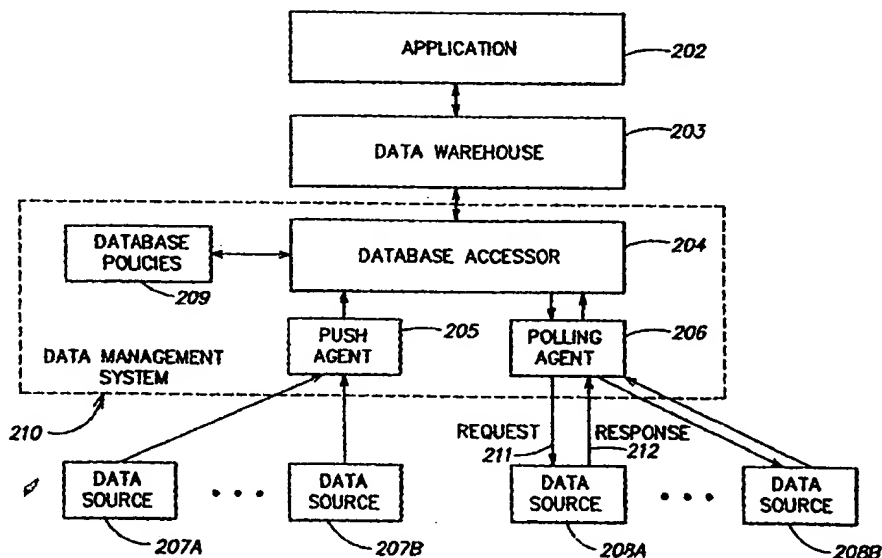 APPLICATION
202
203
DATA WAREHOUSE
DATABASE
POLICIES
209
DATABASE ACCESSOR
204
PUSH
AGENT
205
POLLING
AGENT
206
DATA MANAGEMENT
SYSTEM
210
REQUEST
211
RESPONSE
212
DATA
SOURCE
207A
DATA
SOURCE
207B
DATA
SOURCE
208A
DATA
SOURCE
208B